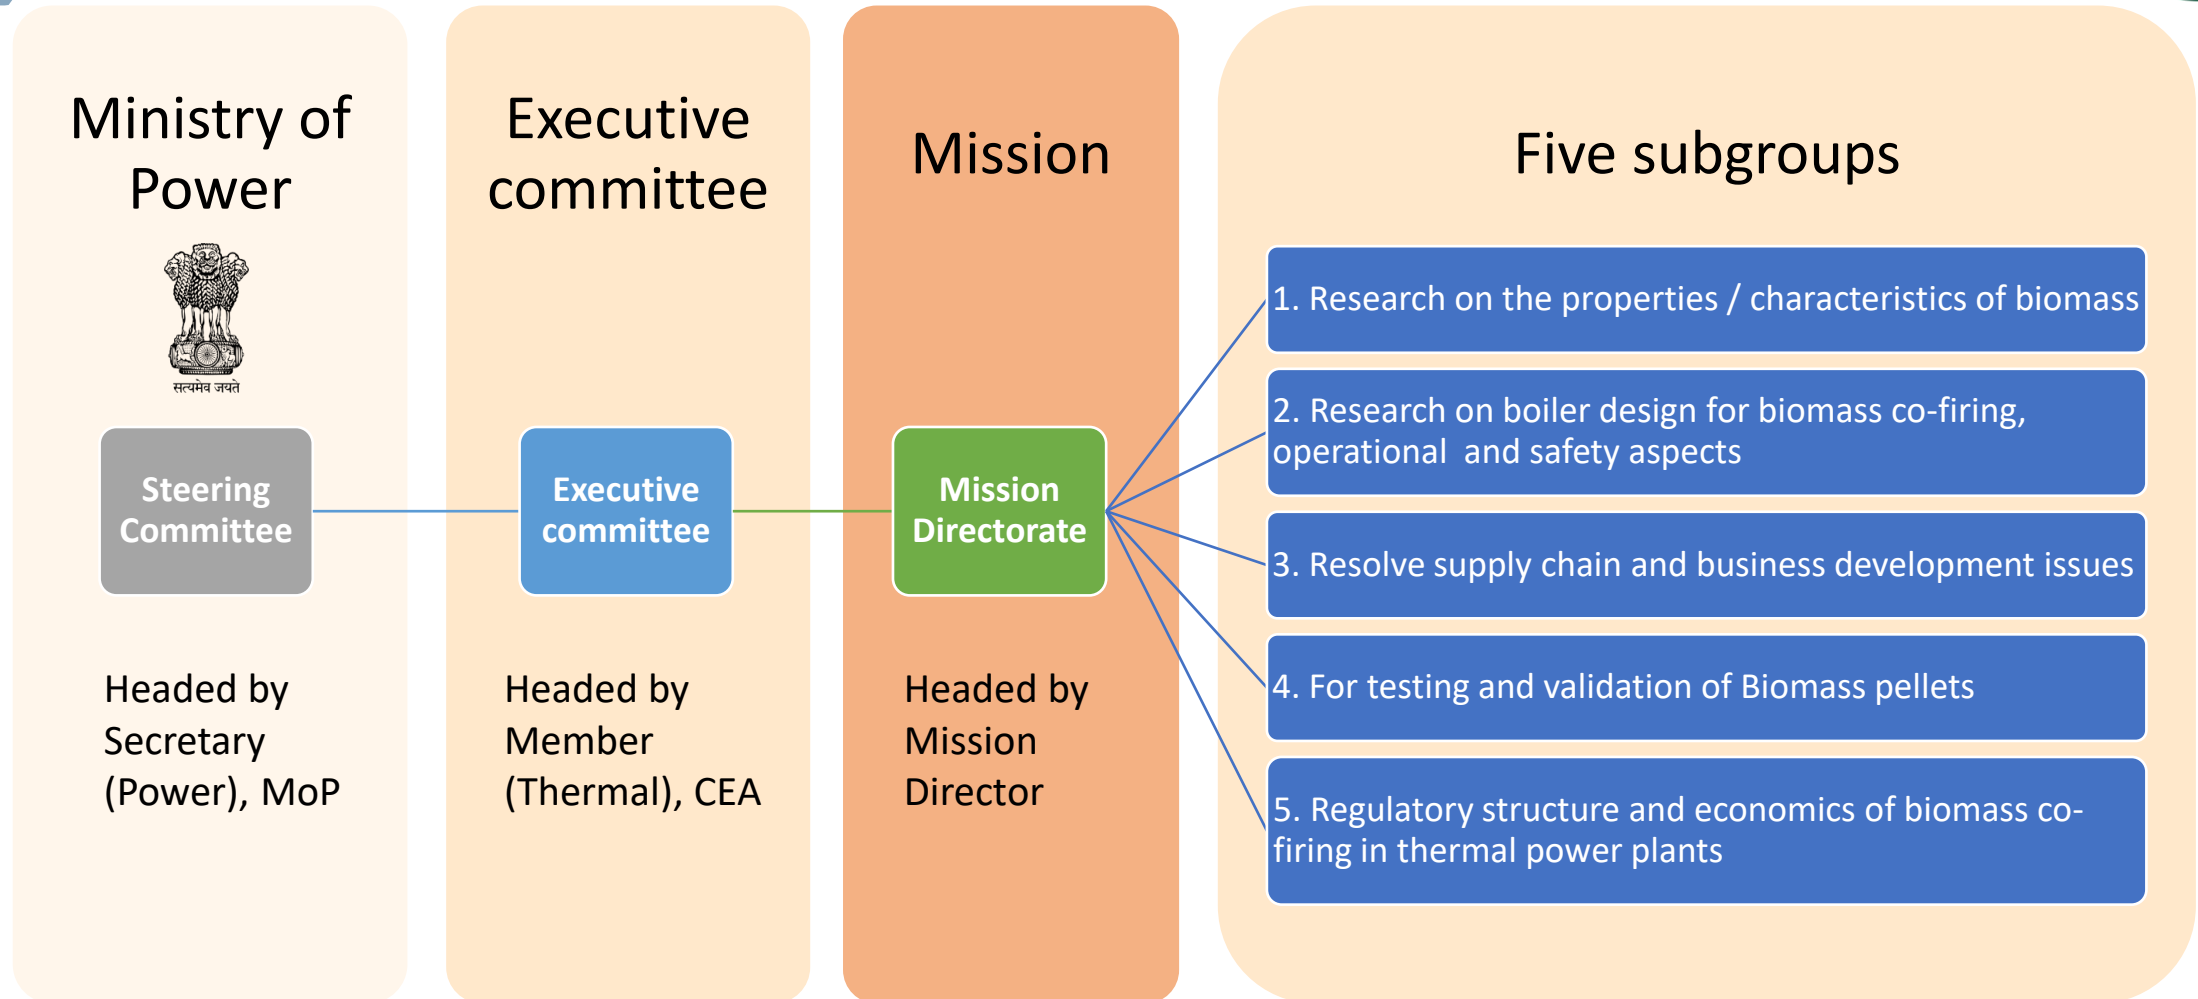 Ministry of
Power
सत्यमेव जयते
Steering
Committee
Headed by
Secretary
(Power), MoP
Executive
committee
Executive
committee
Headed by
Member
(Thermal), CEA
Mission
Mission
Directorate
Headed by
Mission
Director
Five subgroups
1. Research on the properties / characteristics of biomass
2. Research on boiler design for biomass co-firing,
operational  and safety aspects
3. Resolve supply chain and business development issues
4. For testing and validation of Biomass pellets
5. Regulatory structure and economics of biomass co-
firing in thermal power plants